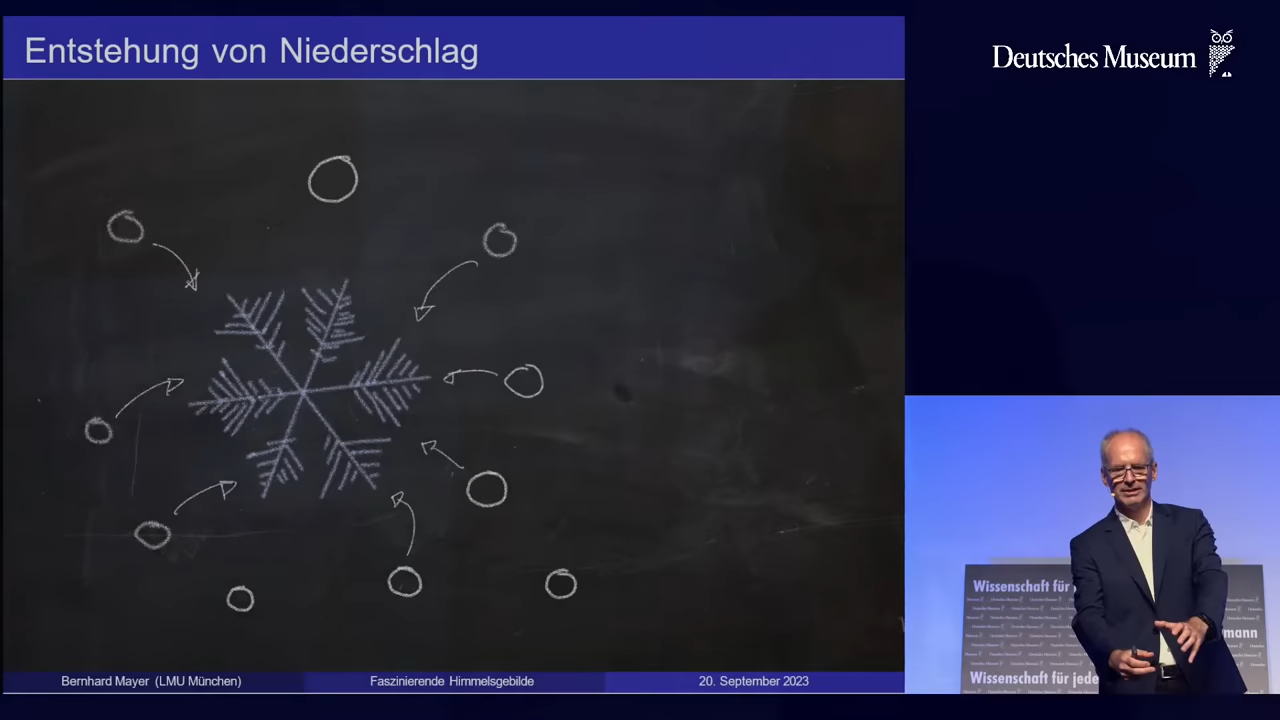 Entstehung von Niederschlag
Deutsches Museum
Wissenschaft für
mann
Wissenschaft für jede
Bernhard Mayer (LMU München)
Faszinierende Himmelsgebilde
20. September 2023